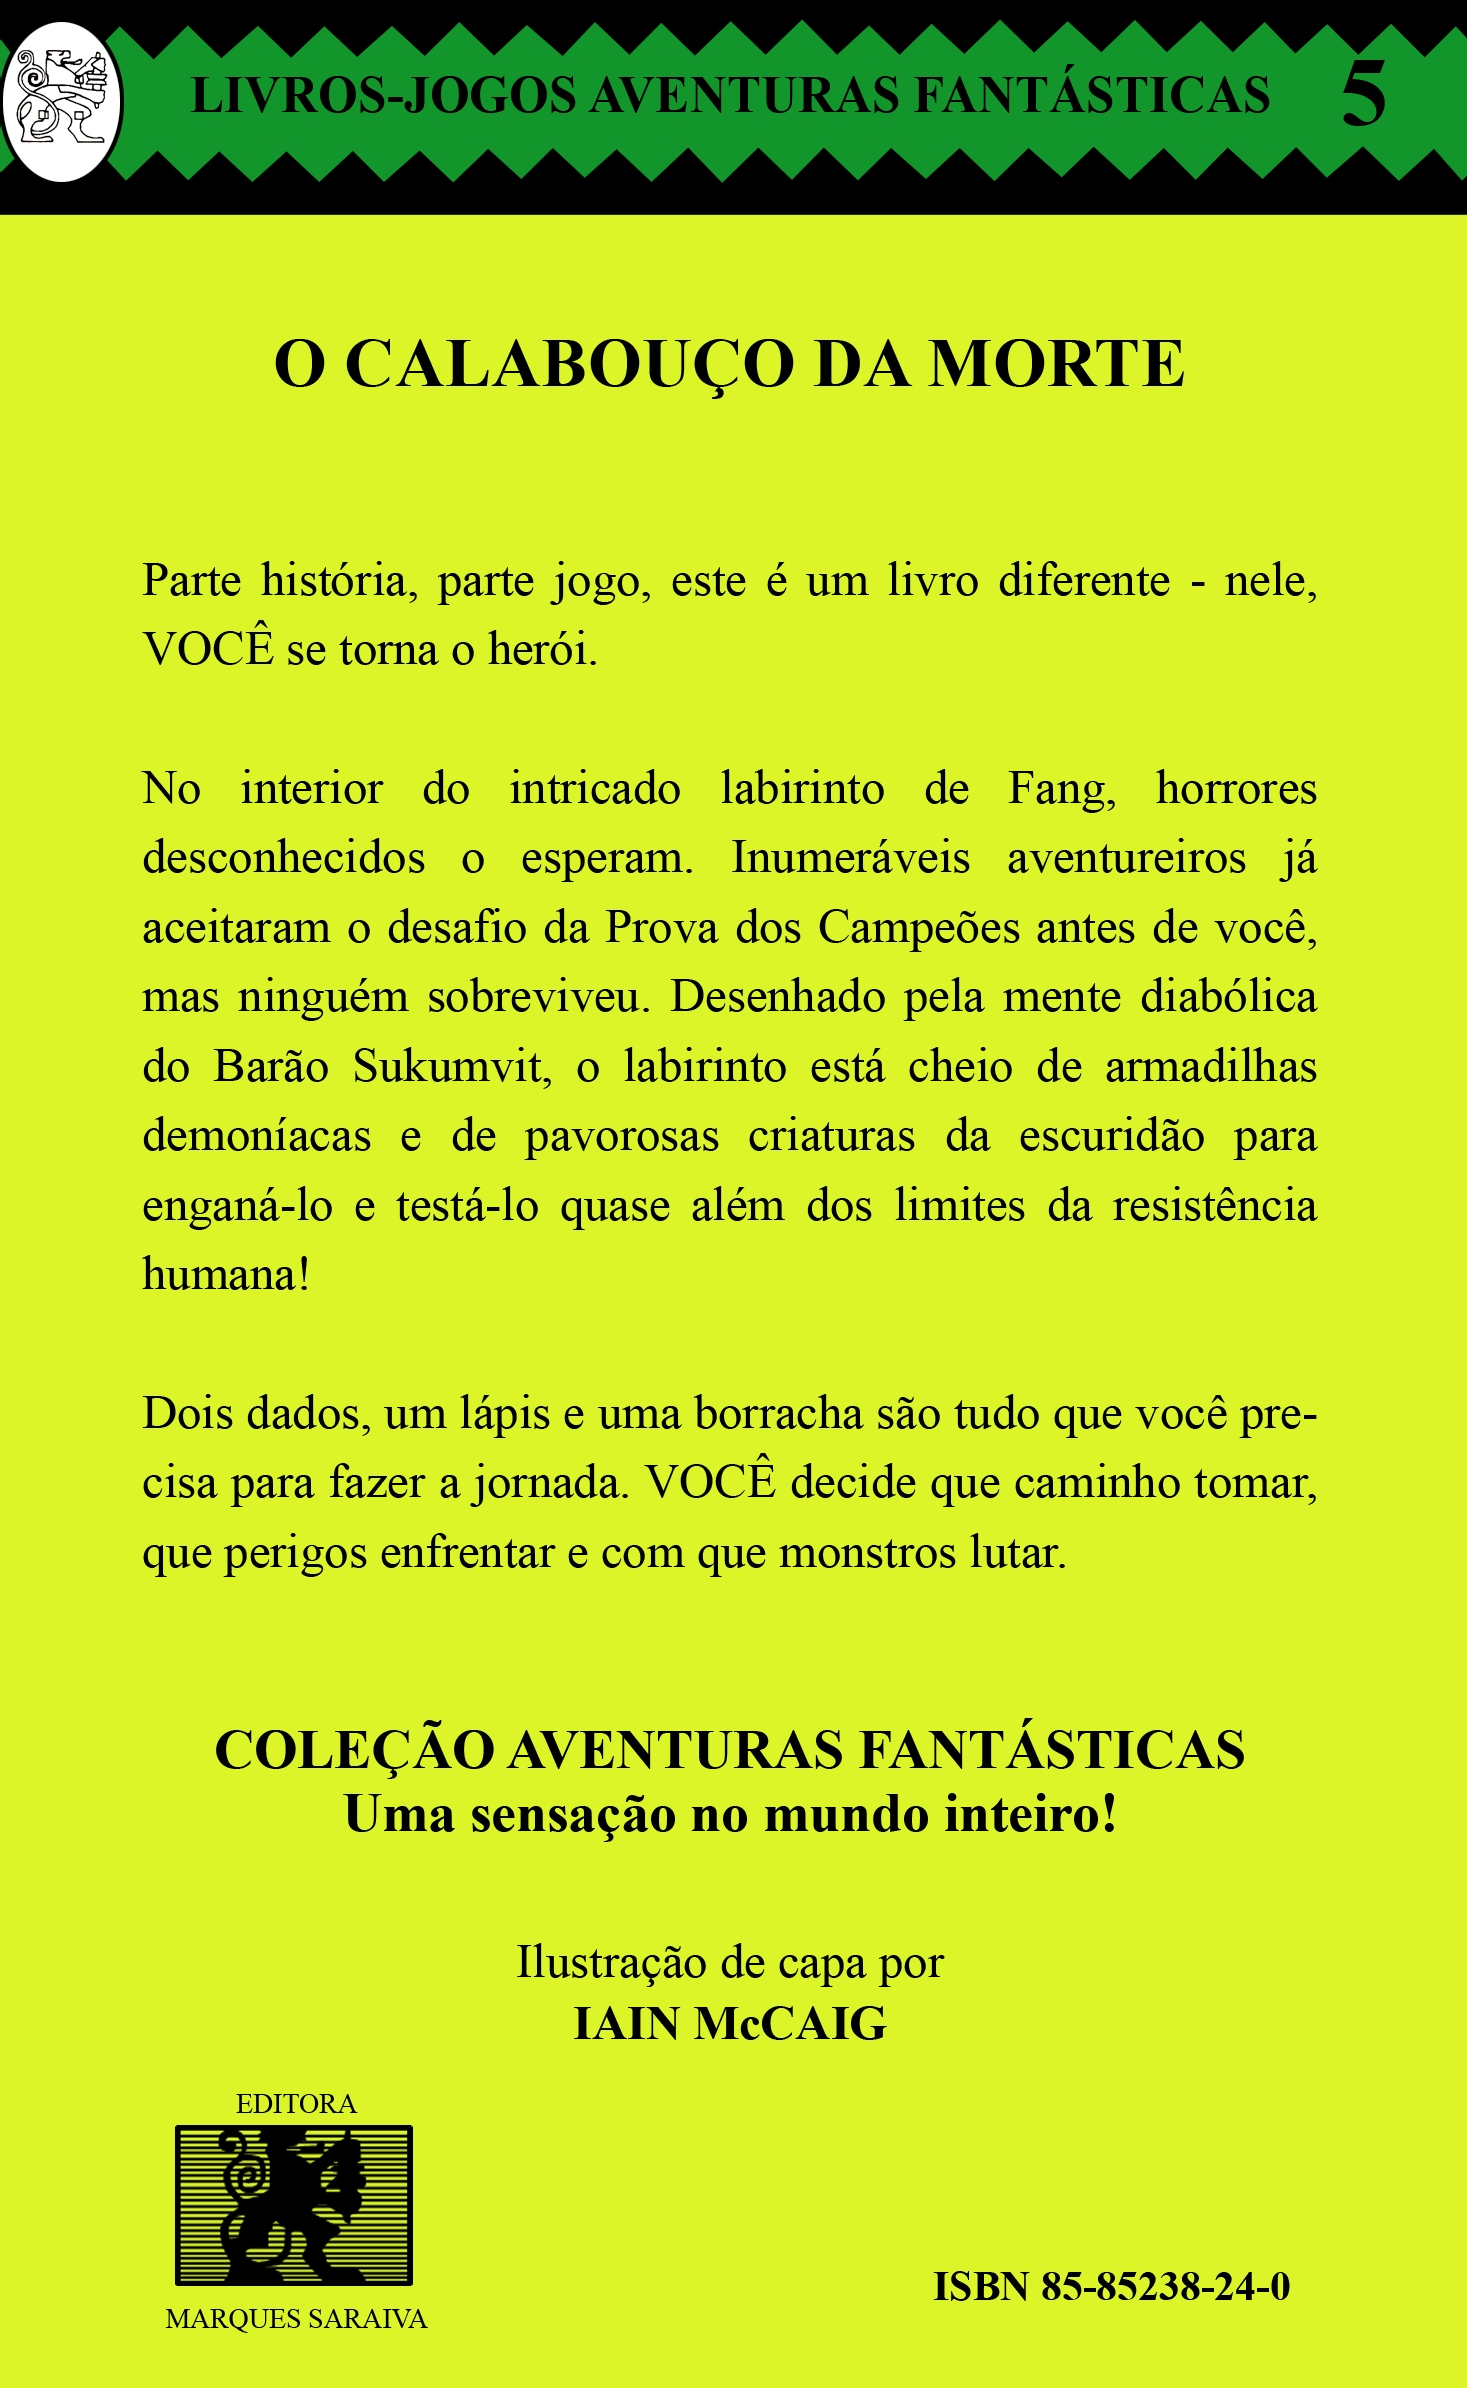 LIVROS-JOGOS AVENTURAS FANTÁSTICAS 5
O CALABOUÇO DA MORTE
Parte história, parte jogo, este é um livro diferente - nele,
VOCÊ se torna o herói.
No interior do intricado labirinto de Fang, horrores
desconhecidos o esperam. Inumeráveis aventureiros já
aceitaram o desafio da Prova dos Campeões antes de você,
mas ninguém sobreviveu. Desenhado pela mente diabólica
do Barão Sukumvit, o labirinto está cheio de armadilhas
demoníacas e de pavorosas criaturas da escuridão para
enganá-lo e testá-lo quase além dos limites da resistência
humana!
Dois dados, um lápis e uma borracha são tudo que você pre-
cisa para fazer a jornada. VOCÊ decide que caminho tomar,
que perigos enfrentar e com que monstros lutar.
COLEÇÃO AVENTURAS FANTÁSTICAS
Uma sensação no mundo inteiro!
Ilustração de capa por
IAIN McCAIG
EDITORA
MARQUES SARAIVA
ISBN 85-85238-24-0